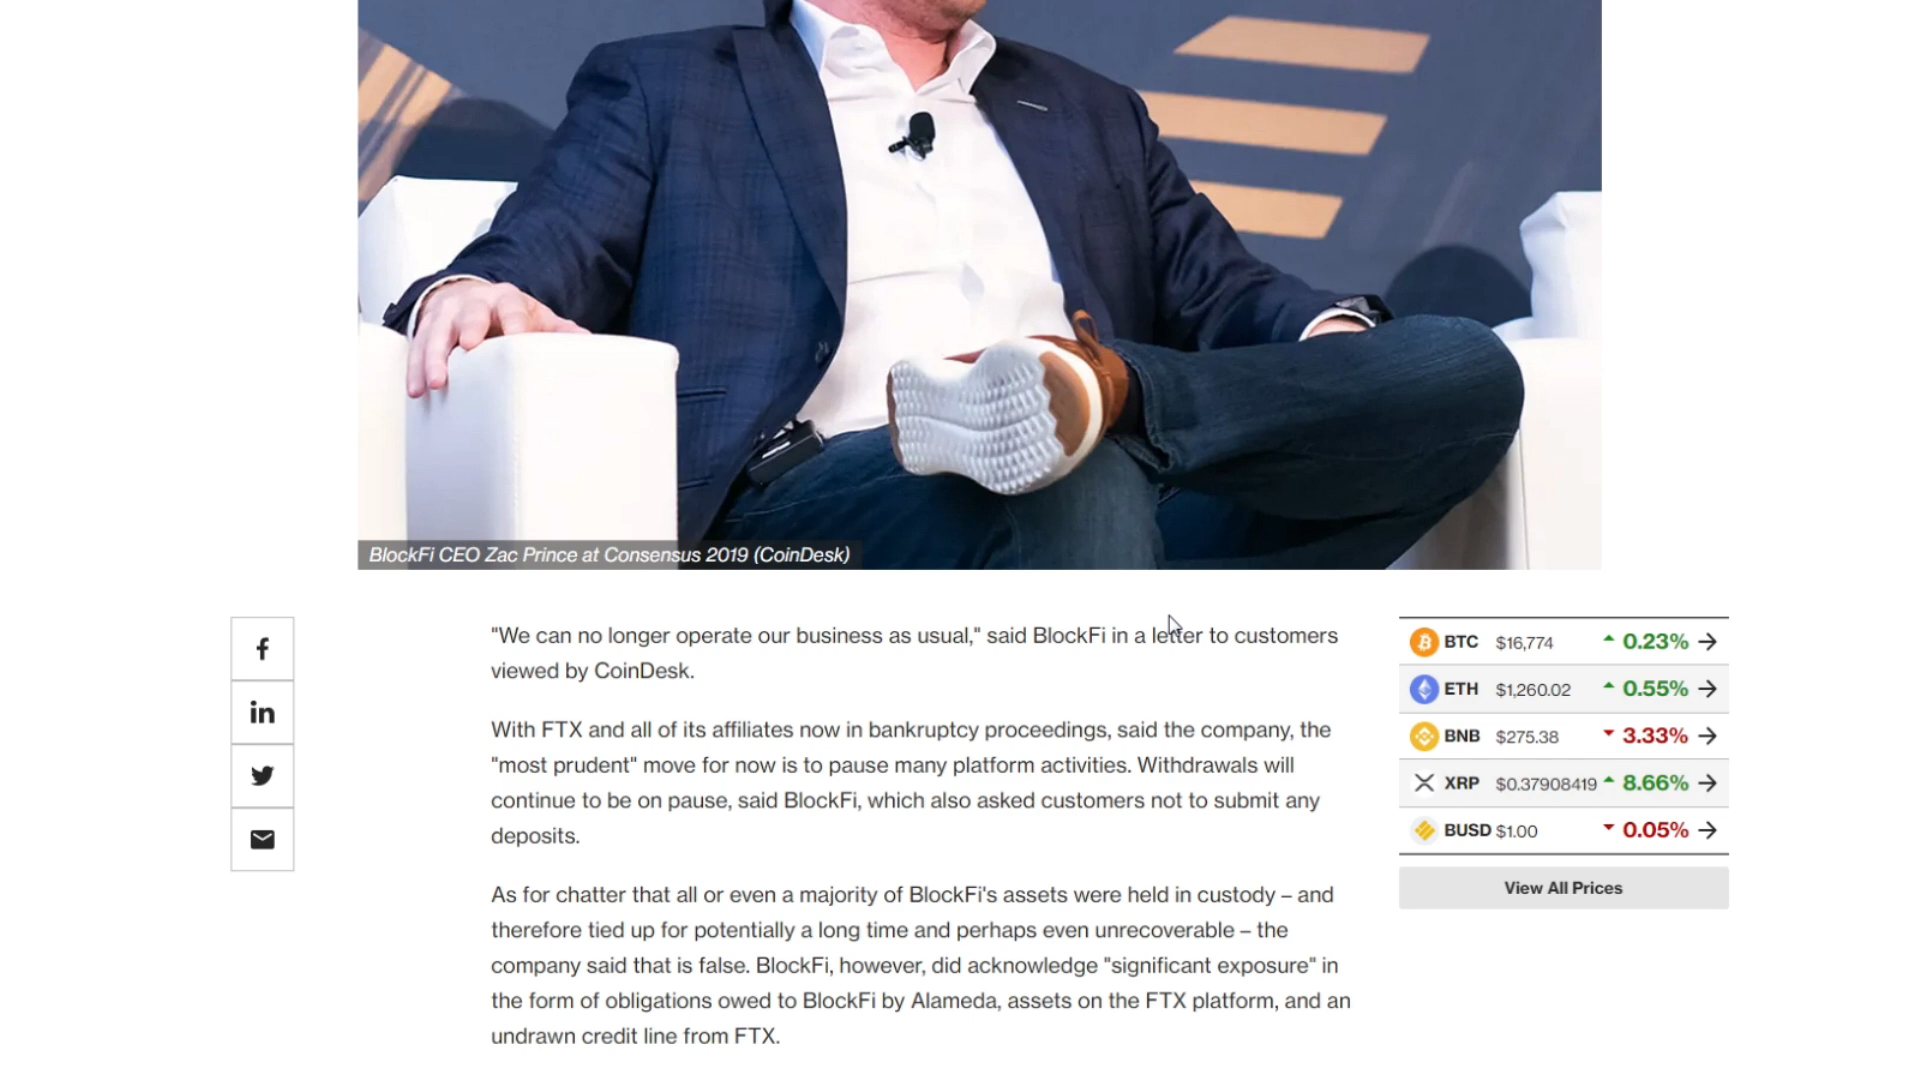 BlockFi CEO Zac Prince at Consensus 2019 (CoinDesk)
"We can no longer operate our business as usual," said BlockFi in a letter to customers
viewed by CoinDesk.
With FTX and all of its affiliates now in bankruptcy proceedings, said the company, the
"most prudent" move for now is to pause many platform activities. Withdrawals will
continue to be on pause, said BlockFi, which also asked customers not to submit any
deposits.
As for chatter that all or even a majority of BlockFi's assets were held in custody – and
therefore tied up for potentially a long time and perhaps even unrecoverable – the
company said that is false. BlockFi, however, did acknowledge "significant exposure" in
the form of obligations owed to BlockFi by Alameda, assets on the FTX platform, and an
undrawn credit line from FTX.
BTC $16,774 0.23%
ETH $1,260.02 0.55%
BNB $275.38 3.33%
XRP $0.37908419 8.66%
BUSD $1.00 0.05%
View All Prices